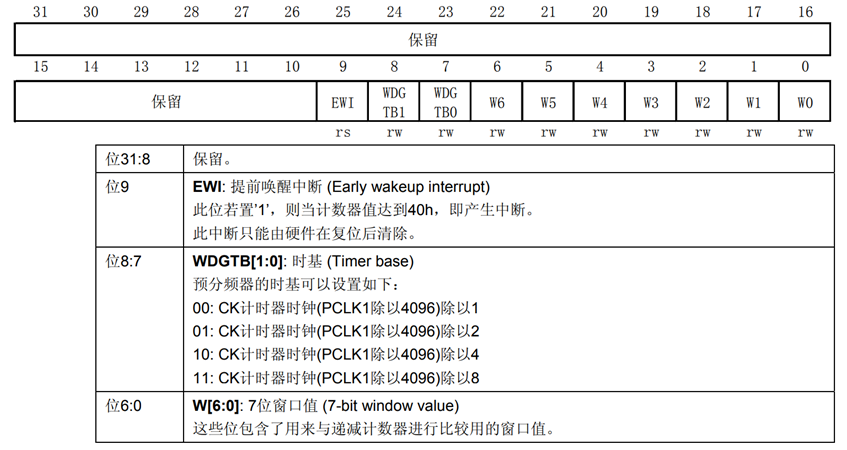 31 30 29 28 27 26 25 24 23 22 21 20 19 18 17 16
保留
15 14 13 12 11 10 9 8 7 6 5 4 3 2 1 0
保留 EWI WDG TB1 WDG TB0 W6 W5 W4 W3 W2 W1 W0
rs rw rw rw rw rw rw rw rw rw
位31:8 保留。
位9 EWI: 提前唤醒中断 (Early wakeup interrupt)
此位若置'1'，则当计数器值达到40h，即产生中断。
此中断只能由硬件在复位后清除。
位8:7 WDGTB[1:0]: 时基 (Timer base)
预分频器的时基可以设置如下：
00: CK计时器时钟(PCLK1除以4096)除以1
01: CK计时器时钟(PCLK1除以4096)除以2
10: CK计时器时钟(PCLK1除以4096)除以4
11: CK计时器时钟(PCLK1除以4096)除以8
位6:0 W[6:0]: 7位窗口值 (7-bit window value)
这些位包含了用来与递减计数器进行比较用的窗口值。